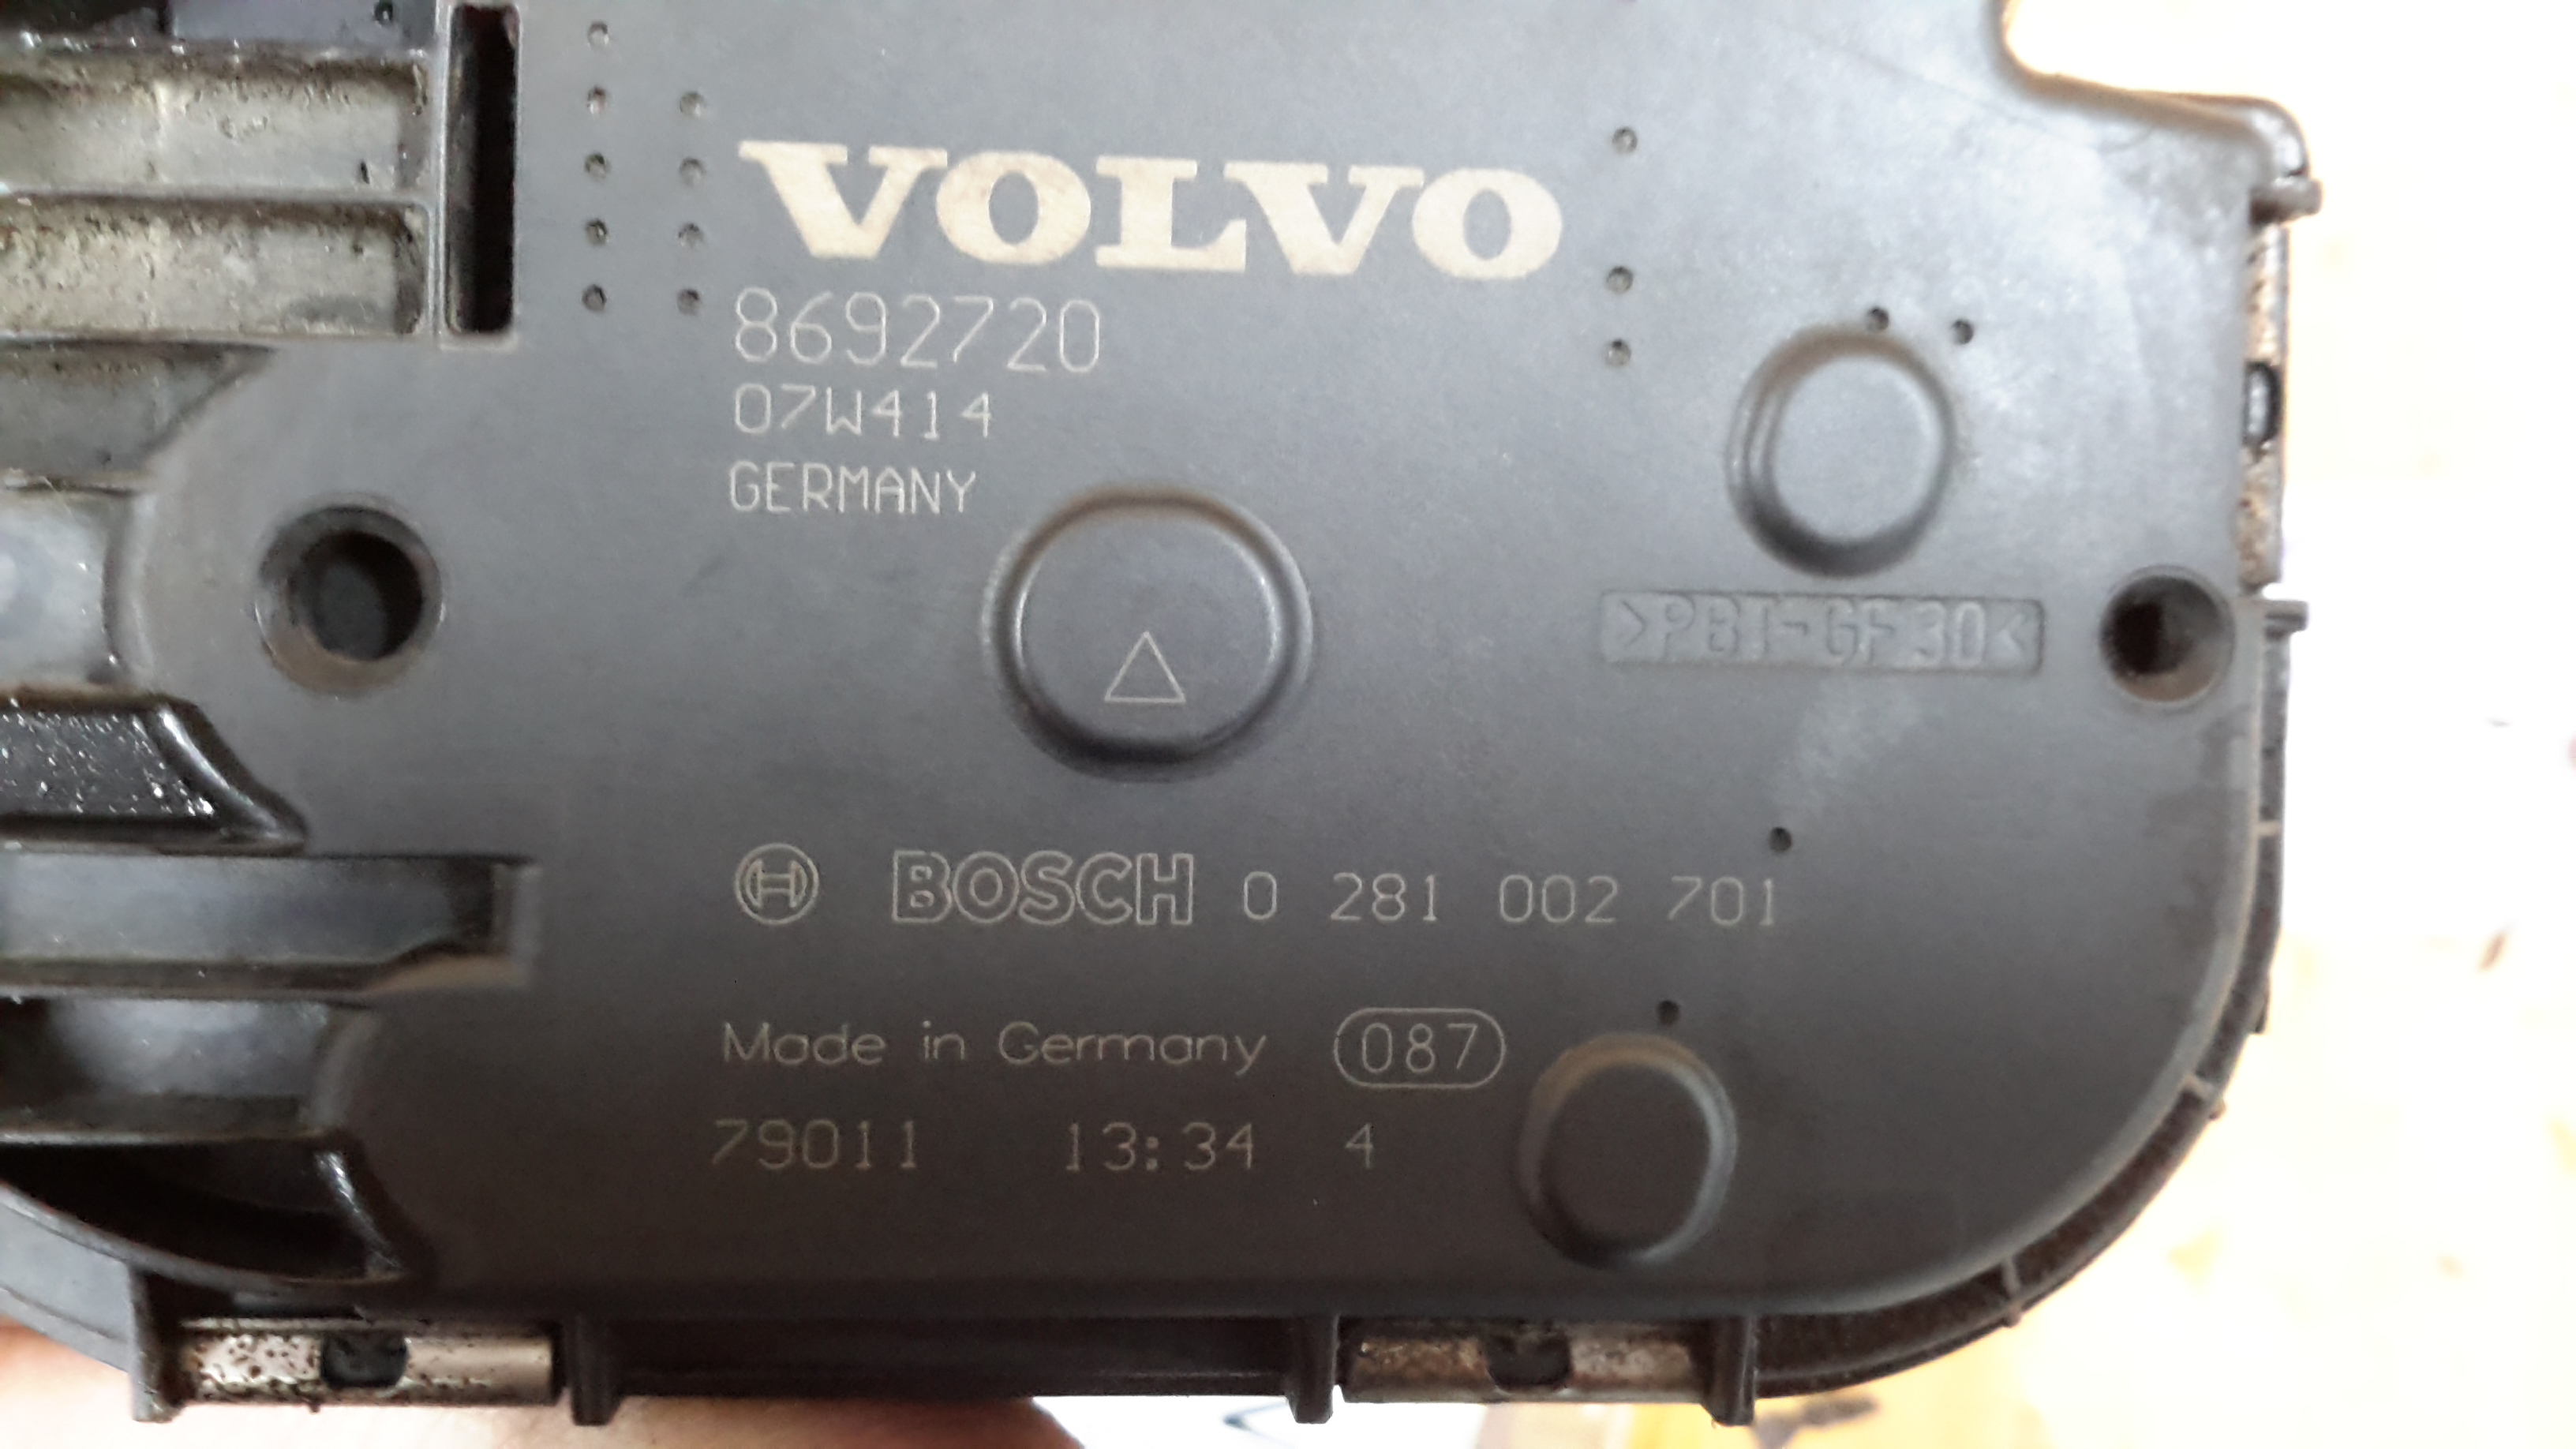 VOLVO
8692720
07W414
GERMANY
>PBT-GF30<
BOSCH 0 281 002 701
Made in Germany 087
79011 13:34 4